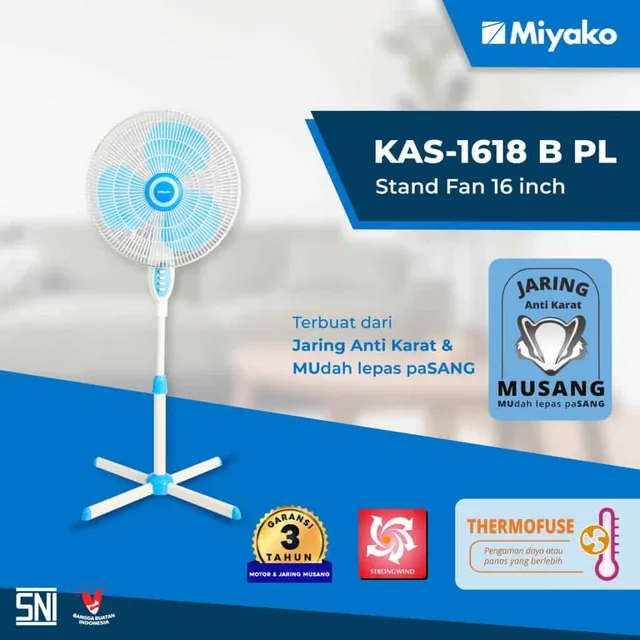 Miyako
KAS-1618 B PL
Stand Fan 16 inch
JARING
Anti Karat
MUSANG
MUdah lepas paSANG
Terbuat dari
Jaring Anti Karat &
MUdah lepas paSANG
GARANSI
3
TAHUN
MOTOR & JARING MUSANG
STRONGWIND
THERMOFUSE
Pengaman daya atau
panas yang berlebih
SNI
BANGGA BUATAN
INDONESIA